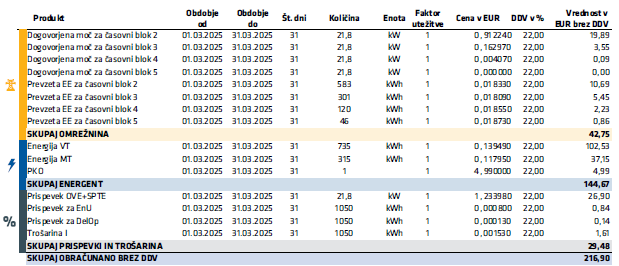 Produkt Obdobje od Obdobje do Št. dni Količina Enota Faktor utežitve Cena v EUR DDV v % Vrednost v EUR brez DDV
Dogovorjena moč za časovni blok 2 01.03.2025 31.03.2025 31 21,8 kW 1 0,912240 22,00 19,89
Dogovorjena moč za časovni blok 3 01.03.2025 31.03.2025 31 21,8 kW 1 0,162970 22,00 3,55
Dogovorjena moč za časovni blok 4 01.03.2025 31.03.2025 31 21,8 kW 1 0,004070 22,00 0,09
Dogovorjena moč za časovni blok 5 01.03.2025 31.03.2025 31 21,8 kW 1 0,000000 22,00 0,00
Prevzeta EE za časovni blok 2 01.03.2025 31.03.2025 31 583 kWh 1 0,018330 22,00 10,69
Prevzeta EE za časovni blok 3 01.03.2025 31.03.2025 31 301 kWh 1 0,018090 22,00 5,45
Prevzeta EE za časovni blok 4 01.03.2025 31.03.2025 31 120 kWh 1 0,018550 22,00 2,23
Prevzeta EE za časovni blok 5 01.03.2025 31.03.2025 31 46 kWh 1 0,018730 22,00 0,86
SKUPAJ OMREŽNINA 42,75
Energija VT 01.03.2025 31.03.2025 31 735 kWh 1 0,139490 22,00 102,53
Energija MT 01.03.2025 31.03.2025 31 315 kWh 1 0,117950 22,00 37,15
PKO 01.03.2025 31.03.2025 31 1 1 4,990000 22,00 4,99
SKUPAJ ENERGENT 144,67
Prispevek OVE+SPTE 01.03.2025 31.03.2025 31 21,8 kW 1 1,233980 22,00 26,90
Prispevek za EnU 01.03.2025 31.03.2025 31 1050 kWh 1 0,000800 22,00 0,84
Prispevek za DelOp 01.03.2025 31.03.2025 31 1050 kWh 1 0,000130 22,00 0,14
% Trošarina I 01.03.2025 31.03.2025 31 1050 kWh 1 0,001530 22,00 1,61
SKUPAJ PRISPEVKI IN TROŠARINA 29,48
SKUPAJ OBRAČUNANO BREZ DDV 216,90